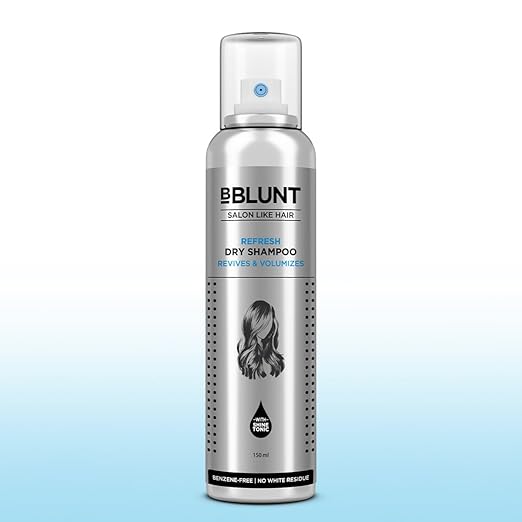 BBLUNT
SALON LIKE HAIR
REFRESH
DRY SHAMPOO
REVIVES & VOLUMIZES
-WITH-
SHINE
TONIC
150 ml
BENZENE-FREE | NO WHITE RESIDUE